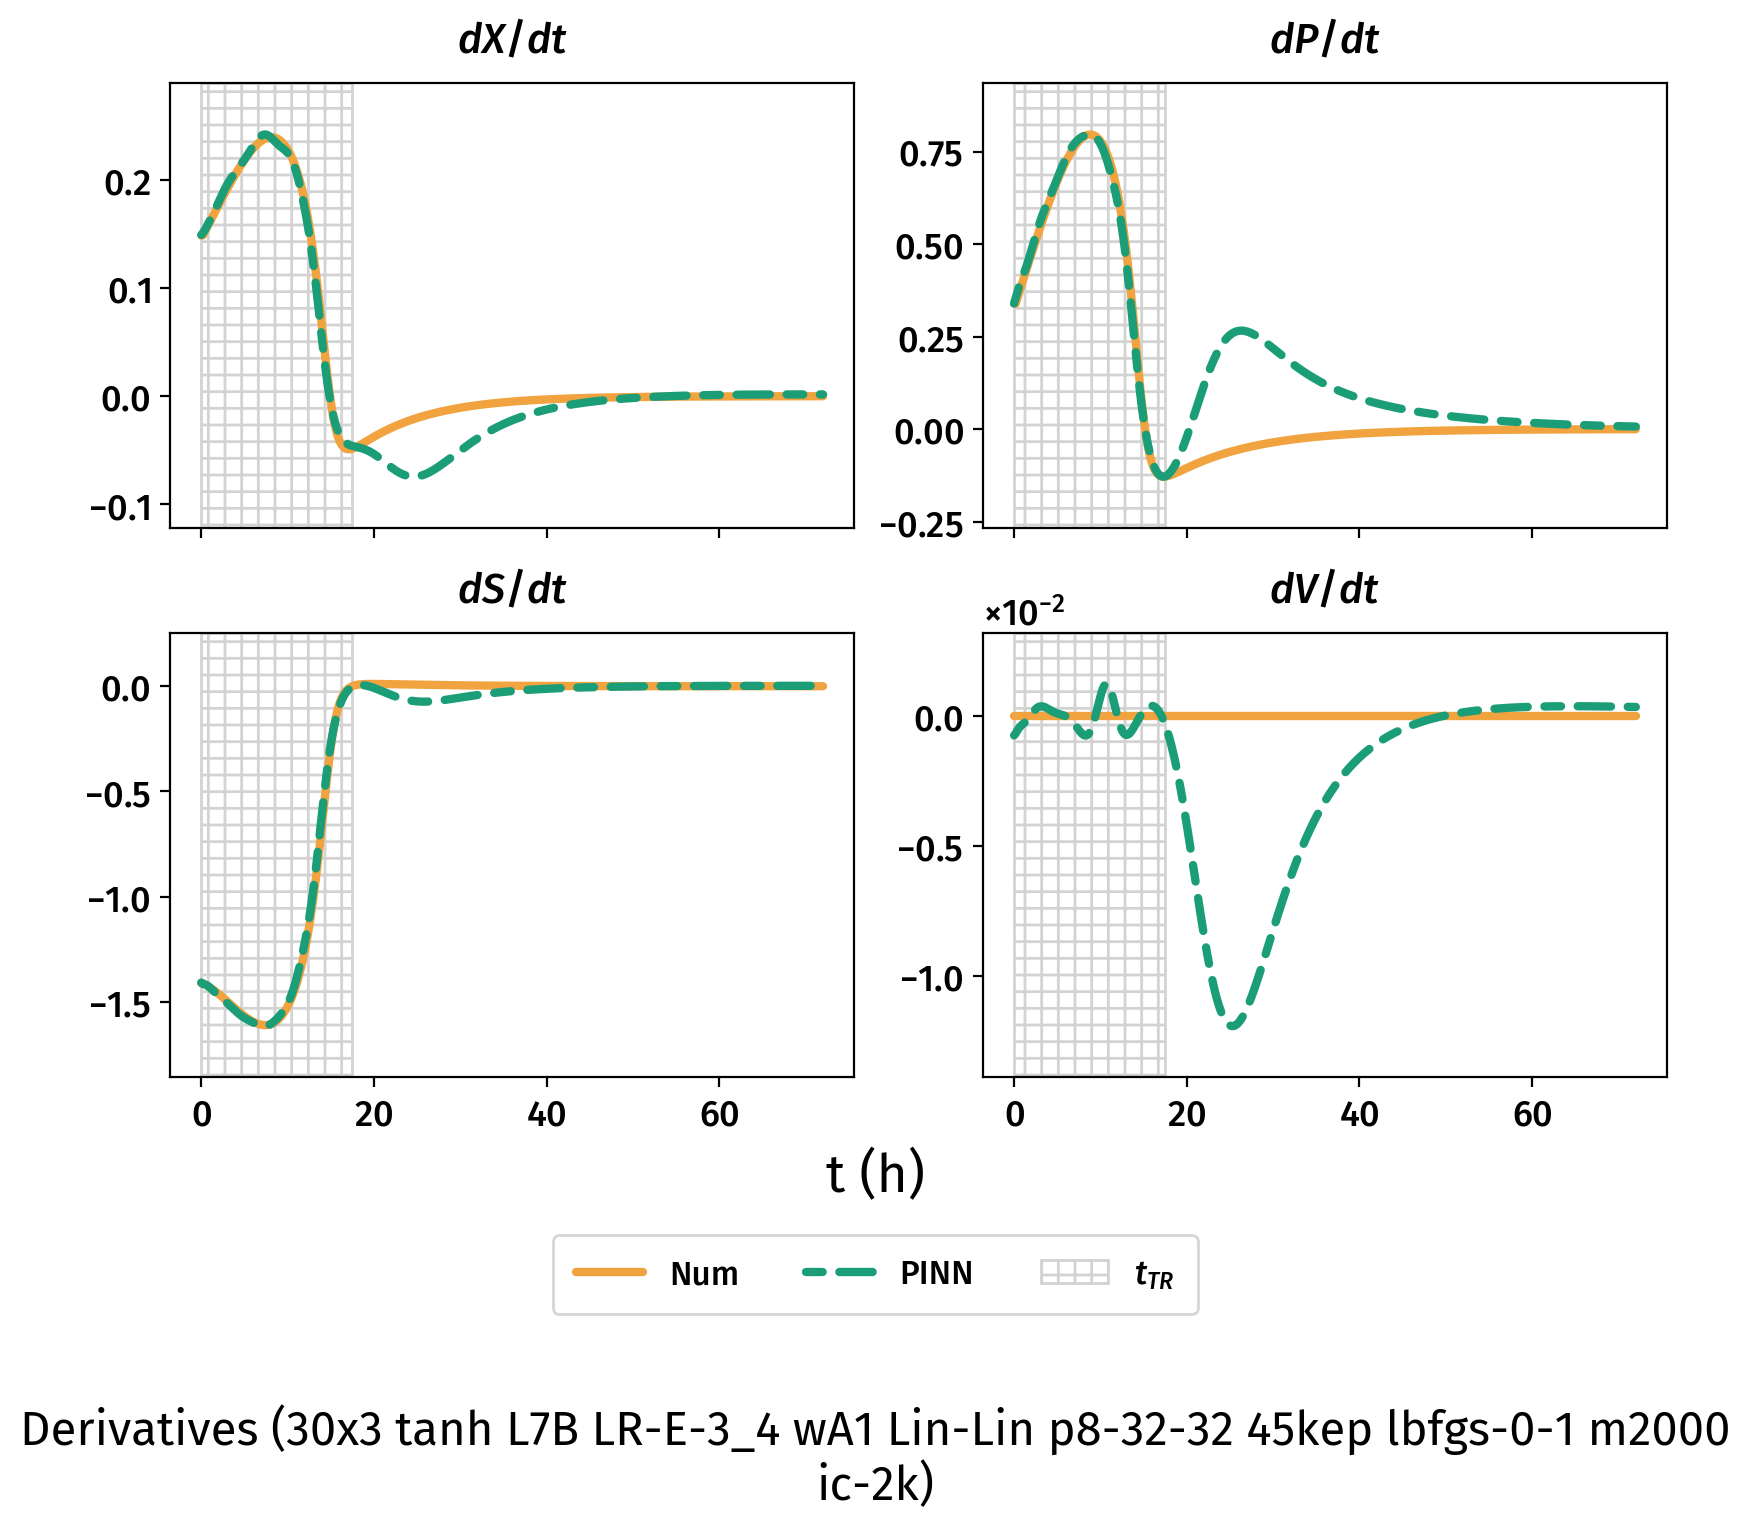 dX/dt
dP/dt
0.2
0.1
0.0
−0.1
0.75
0.50
0.25
0.00
−0.25
dS/dt
dV/dt
×10⁻²
0.0
−0.5
−1.0
−1.5
0 20 40 60
0.0
−0.5
−1.0
0 20 40 60
t (h)
Num PINN t_TR
Derivatives (30x3 tanh L7B LR-E-3_4 wA1 Lin-Lin p8-32-32 45kep lbfgs-0-1 m2000
ic-2k)